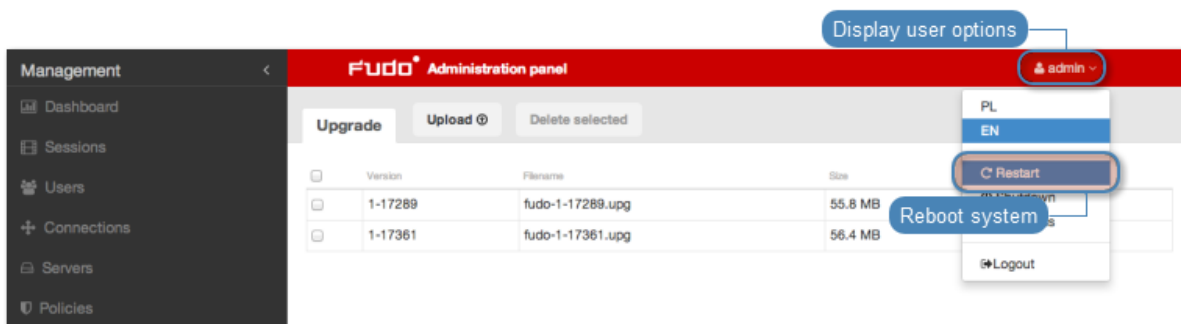 Display user options
Management <
FUDO Administration panel
admin
Dashboard
PL
Upgrade
Upload
Delete selected
EN
Sessions
Version
Filename
Size
Restart
Users
1-17289
fudo-1-17289.upg
55.8 MB
Shutdown
Reboot system
s
Connections
1-17361
fudo-1-17361.upg
56.4 MB
Logout
Servers
Policies